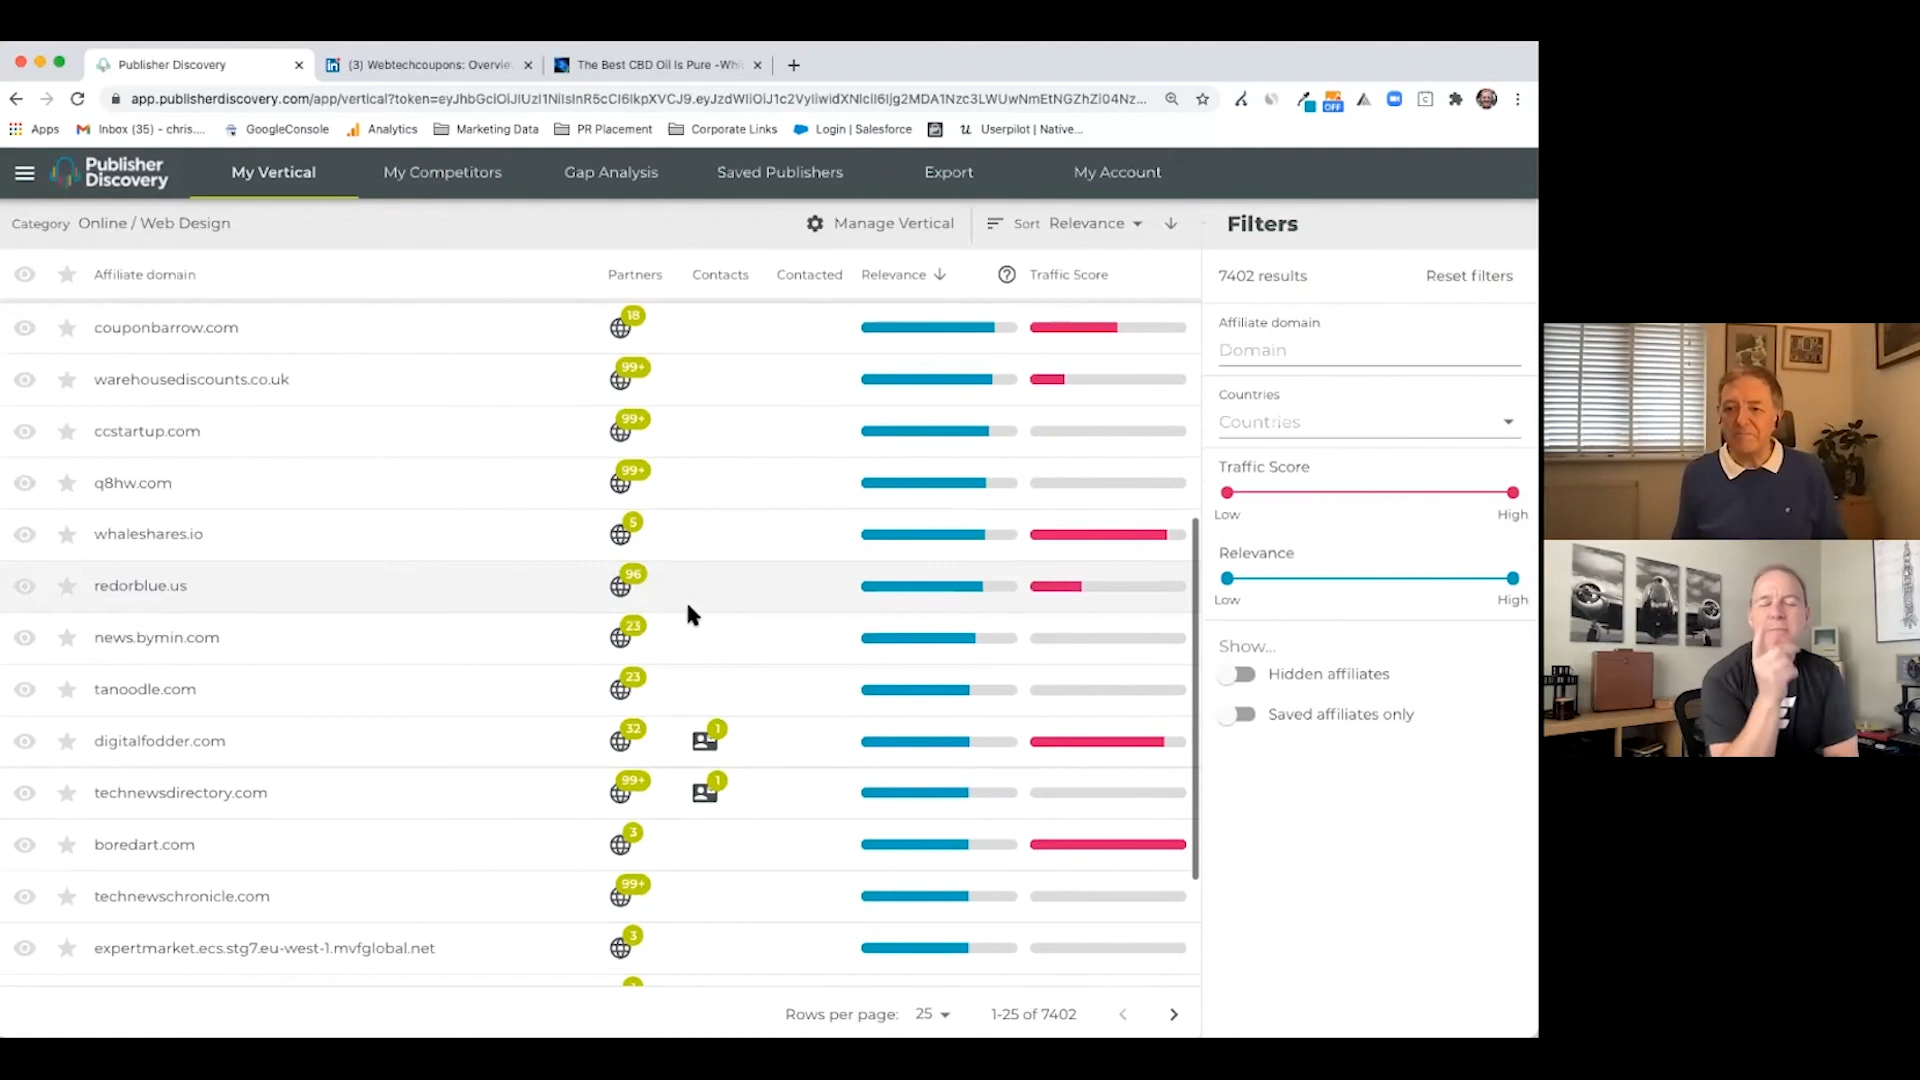 Publisher Discovery
(3) Webtechcoupons: Overvie
The Best CBD Oil Is Pure -Whi
app.publisherdiscovery.com/app/vertical?token=eyJhbGciOiJIUzI1NiIsInR5cCI6IkpXVCJ9.eyJzdWIiOiJ1c2VyIiwidXNlciI6Ijg2MDA1Nzc3LWUwNmEtNGZhZi04Nz...
OFF
Apps
Inbox (35) - chris....
GoogleConsole
Analytics
Marketing Data
PR Placement
Corporate Links
Login | Salesforce
Userpilot | Native...
Publisher
Discovery
My Vertical
My Competitors
Gap Analysis
Saved Publishers
Export
My Account
Category Online / Web Design
Manage Vertical
Sort Relevance
Filters
Affiliate domain
Partners
Contacts
Contacted
Relevance
Traffic Score
7402 results
Reset filters
couponbarrow.com
18
warehousediscounts.co.uk
99+
ccstartup.com
99+
q8hw.com
99+
whaleshares.io
5
redorblue.us
96
news.bymin.com
23
tanoodle.com
23
digitalfodder.com
32
1
technewsdirectory.com
99+
1
boredart.com
3
technewschronicle.com
99+
expertmarket.ecs.stg7.eu-west-1.mvfglobal.net
3
Affiliate domain
Domain
Countries
Countries
Traffic Score
Low
High
Relevance
Low
High
Show...
Hidden affiliates
Saved affiliates only
Rows per page: 25
1-25 of 7402